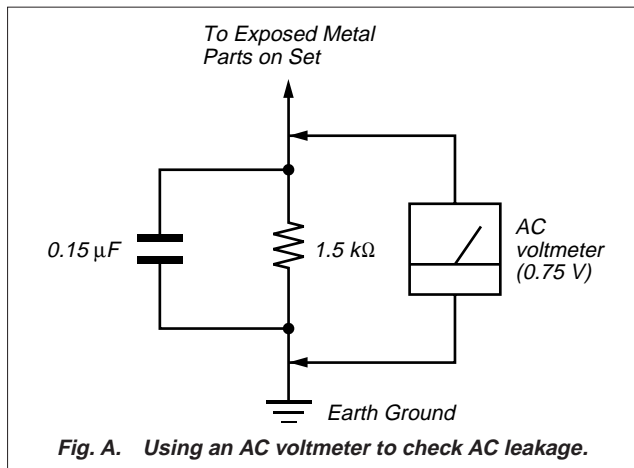 To Exposed Metal
Parts on Set
0.15 μF
1.5 kΩ
AC
voltmeter
(0.75 V)
Earth Ground
Fig. A. Using an AC voltmeter to check AC leakage.